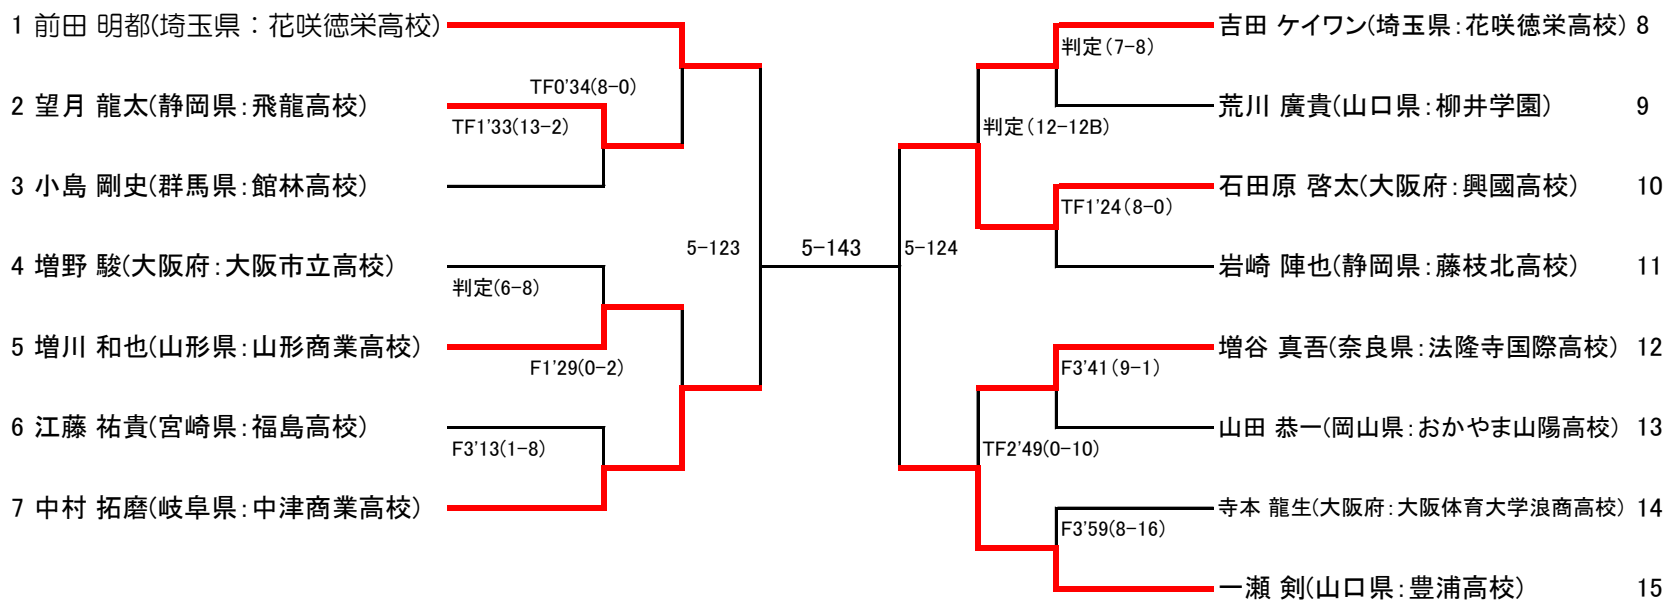 1 前田 明都(埼玉県：花咲徳栄高校)
TF0'34(8-0)
2 望月 龍太(静岡県：飛龍高校)
TF1'33(13-2)
3 小島 剛史(群馬県：館林高校)
5-123
4 増野 駿(大阪府：大阪市立高校)
判定(6-8)
5 増川 和也(山形県：山形商業高校)
F1'29(0-2)
6 江藤 祐貴(宮崎県：福島高校)
F3'13(1-8)
7 中村 拓磨(岐阜県：中津商業高校)
5-143
吉田 ケイワン(埼玉県：花咲徳栄高校) 8
判定(7-8)
荒川 廣貴(山口県：柳井学園) 9
判定(12-12B)
石田原 啓太(大阪府：興國高校) 10
TF1'24(8-0)
5-124
岩崎 陣也(静岡県：藤枝北高校) 11
増谷 真吾(奈良県：法隆寺国際高校) 12
F3'41(9-1)
山田 恭一(岡山県：おかやま山陽高校) 13
TF2'49(0-10)
寺本 龍生(大阪府：大阪体育大学浪商高校) 14
F3'59(8-16)
一瀬 剣(山口県：豊浦高校) 15